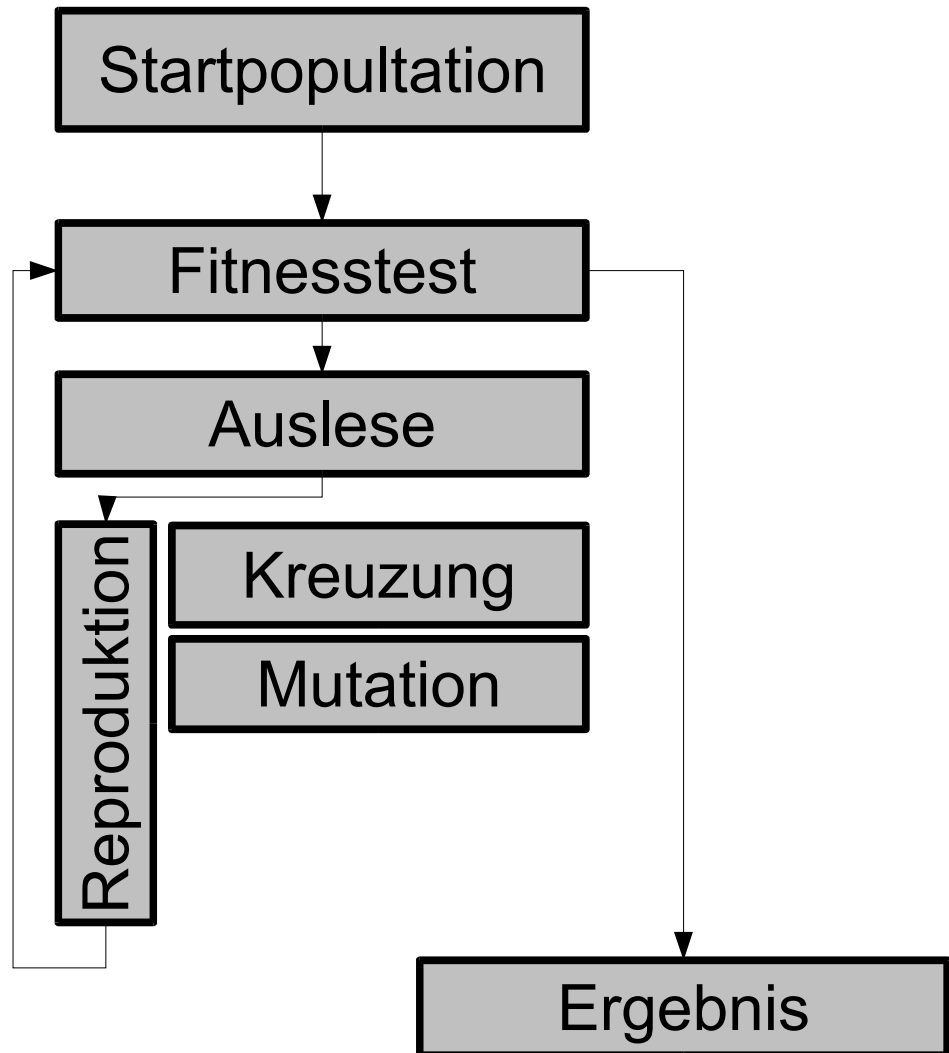 Startpopultation
Fitnesstest
Auslese
Reproduktion
Kreuzung
Mutation
Ergebnis